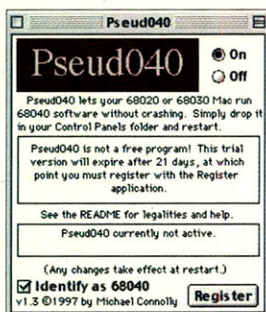 Pseud040
Pseud040
On
Off
Pseud040 lets your 68020 or 68030 Mac run
68040 software without crashing. Simply drop it
in your Control Panels folder and restart.
Pseud040 is not a free program! This trial
version will expire after 21 days, at which
point you must register with the Register
application.
See the README for legalities and help.
Pseud040 currently not active.
(Any changes take effect at restart.)
Identify as 68040
v1.3 ©1997 by Michael Connolly
Register